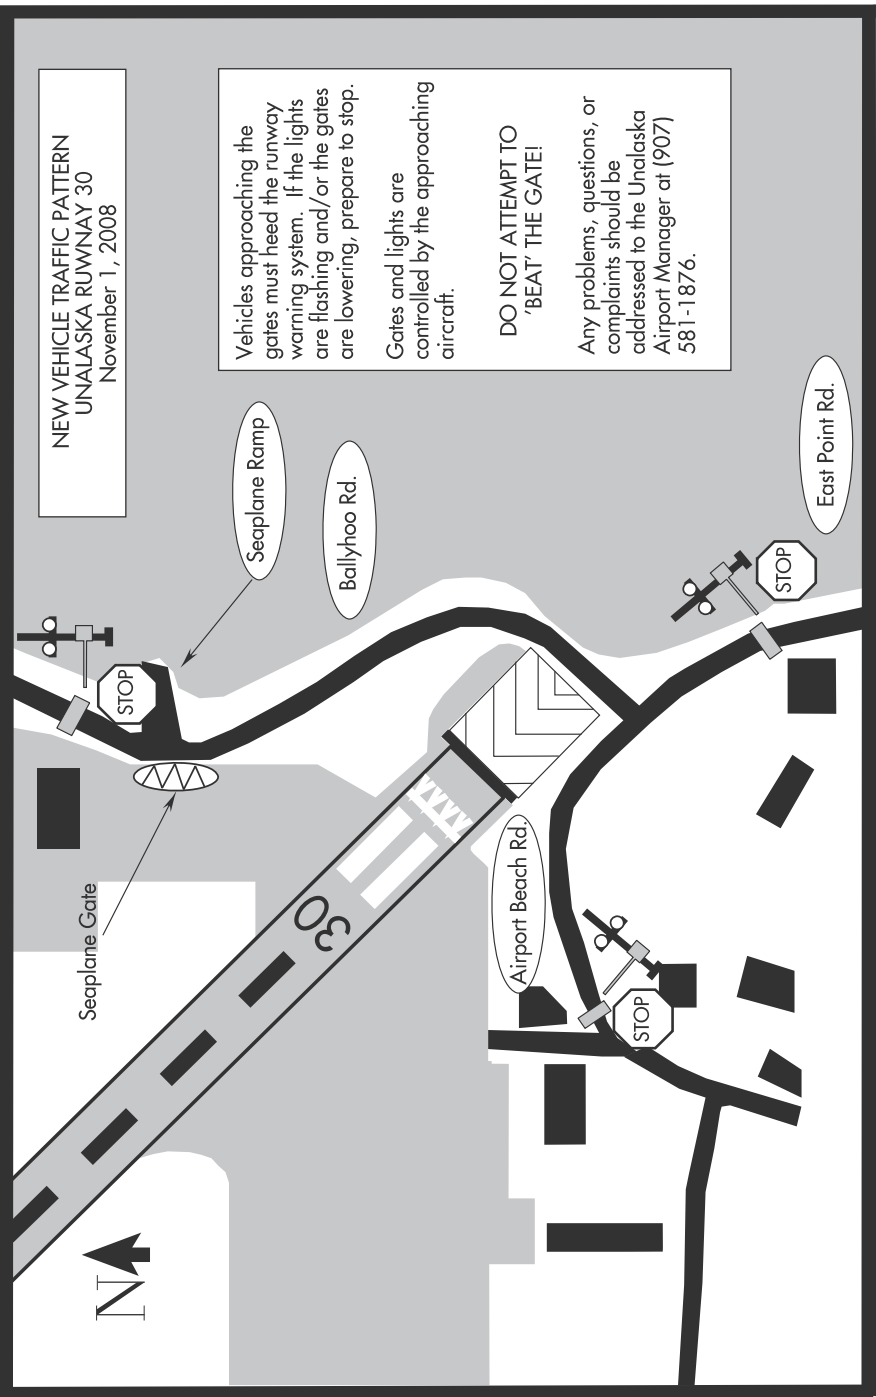 NEW VEHICLE TRAFFIC PATTERN
UNALASKA RUWNAY 30
November 1, 2008
Vehicles approaching the
gates must heed the runway
warning system. If the lights
are flashing and/or the gates
are lowering, prepare to stop.
Gates and lights are
controlled by the approaching
aircraft.
DO NOT ATTEMPT TO
'BEAT' THE GATE!
Any problems, questions, or
complaints should be
addressed to the Unalaska
Airport Manager at (907)
581-1876.
Seaplane Ramp
Ballyhoo Rd.
East Point Rd.
STOP
STOP
Seaplane Gate
Airport Beach Rd.
30
STOP
N